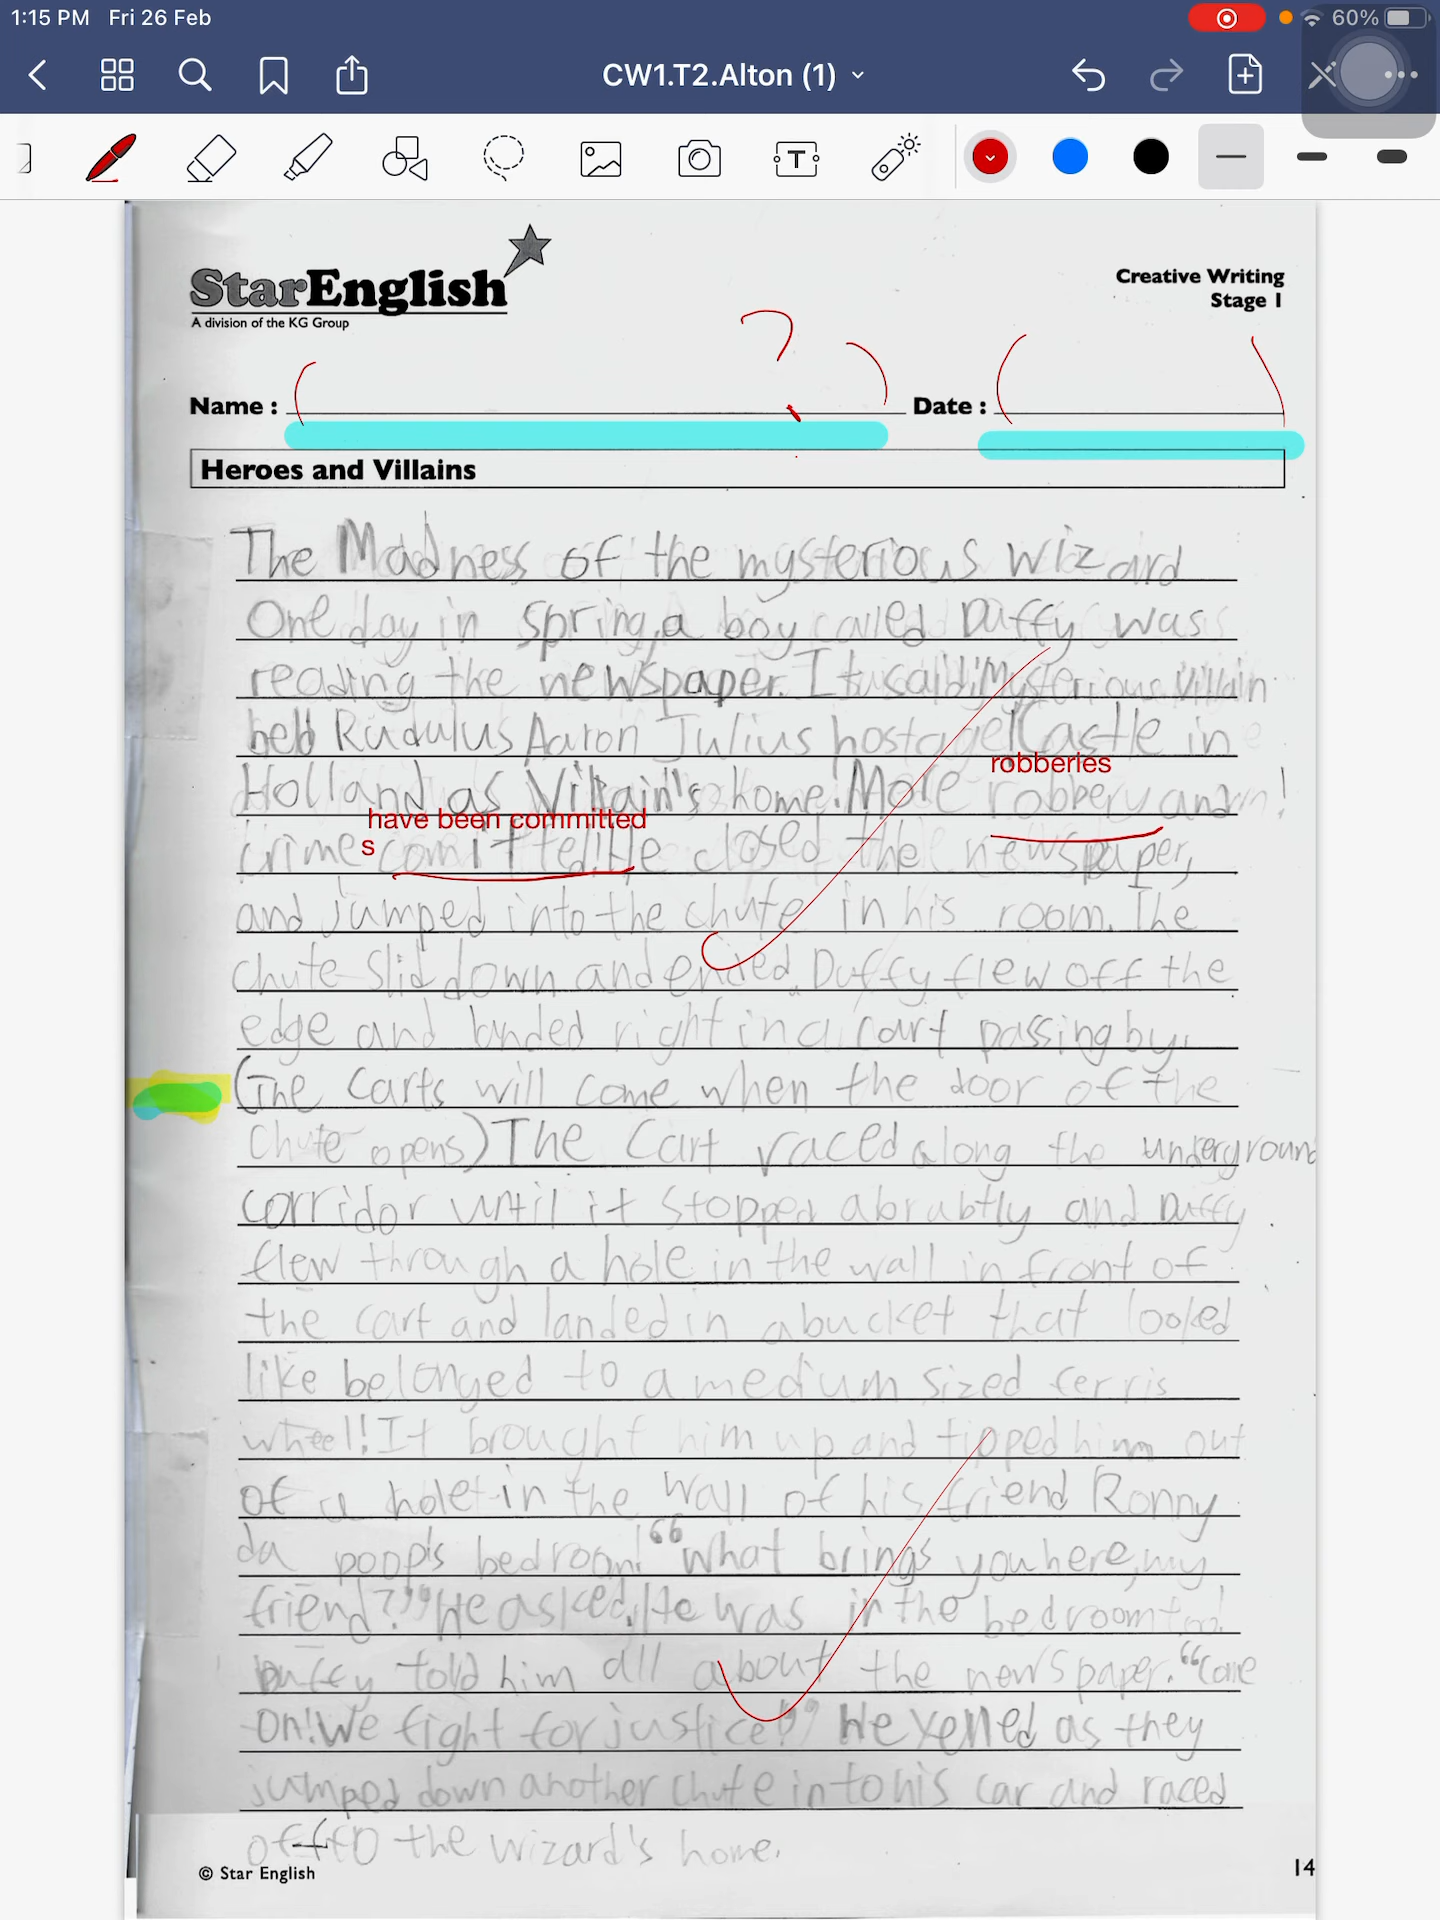 1:15 PM Fri 26 Feb
60%
CW1.T2.Alton (1)
T
StarEnglish
A division of the KG Group
Creative Writing
Stage 1
?
Name :
Date :
Heroes and Villains
The Madness of the mysterious wizard
One day in spring, a boy called Duffy was
reading the newspaper. It said: "Mysterious Villain
held Rudulus Aaron Julius hostage! Castle in
robberies
Holland as Villain's home! More robbery and
have been committed
s
crime comitted!" He closed the newspaper,
and jumped into the chute in his room. The
chute slid down and ended. Duffy flew off the
edge and landed right in a cart passing by.
(The carts will come when the door of the
chute opens) The Cart raced along the underground
corridor until it stopped abrubtly and Duffy
flew through a hole in the wall in front of
the cart and landed in a bucket that looked
like belonged to a medium sized ferris
wheel! It brought him up and tipped him out
of a hole in the wall of his friend Ronny
da poop's bedroom! "What brings you here, my
friend?" He asked. He was in the bedroom too!
Duffy told him all about the newspaper. "Come
On! We fight for justice!" He yelled as they
jumped down another chute into his car and raced
off to the wizard's home.
© Star English
14